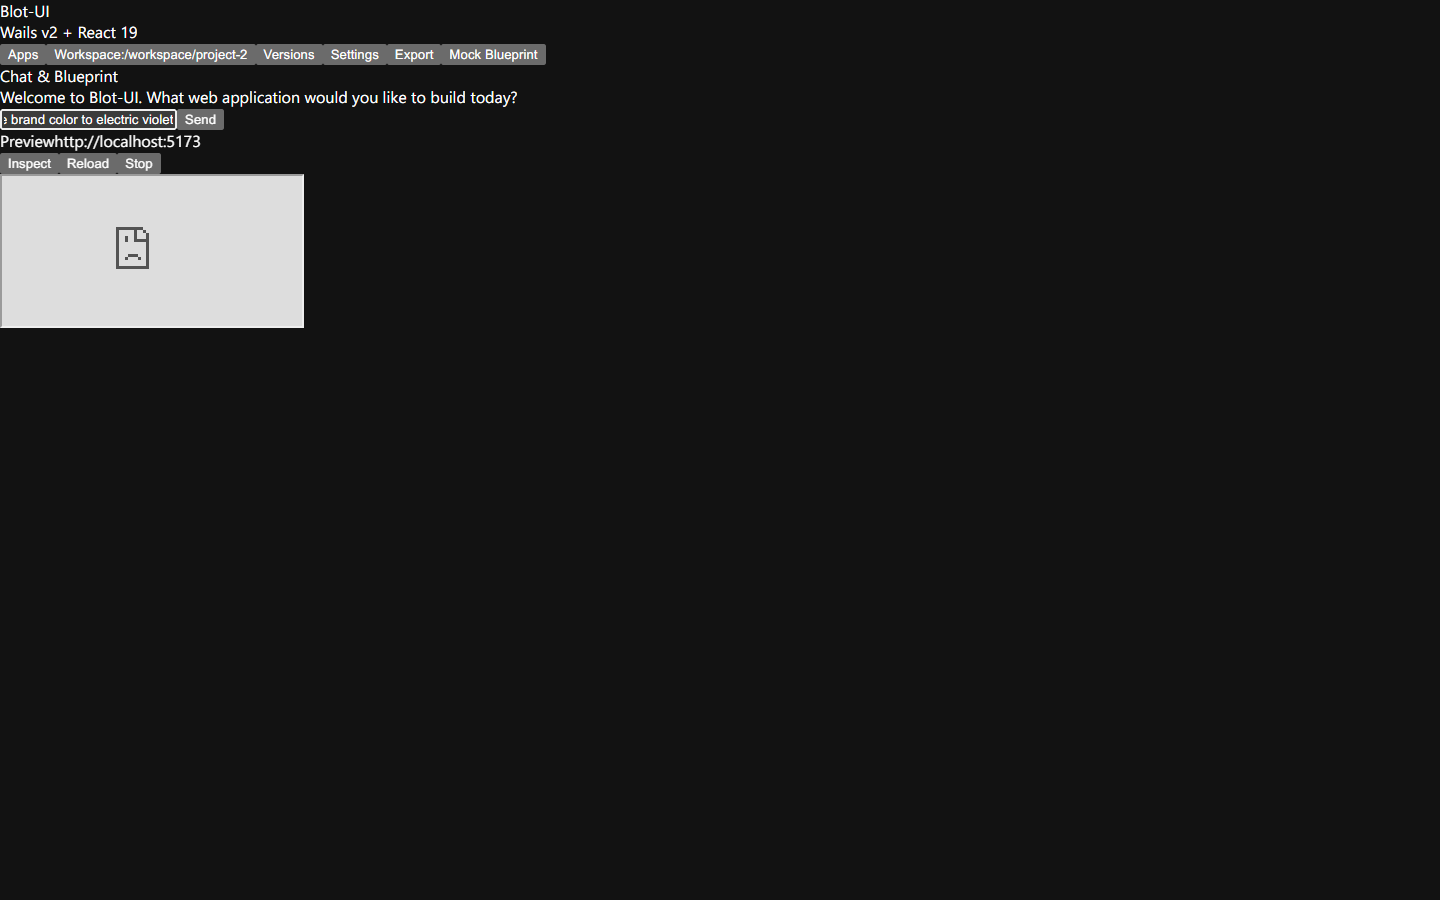 Blot-UI
Wails v2 + React 19
Apps Workspace:/workspace/project-2 Versions Settings Export Mock Blueprint
Chat & Blueprint
Welcome to Blot-UI. What web application would you like to build today?
brand color to electric violet Send
Previewhttp://localhost:5173
Inspect Reload Stop